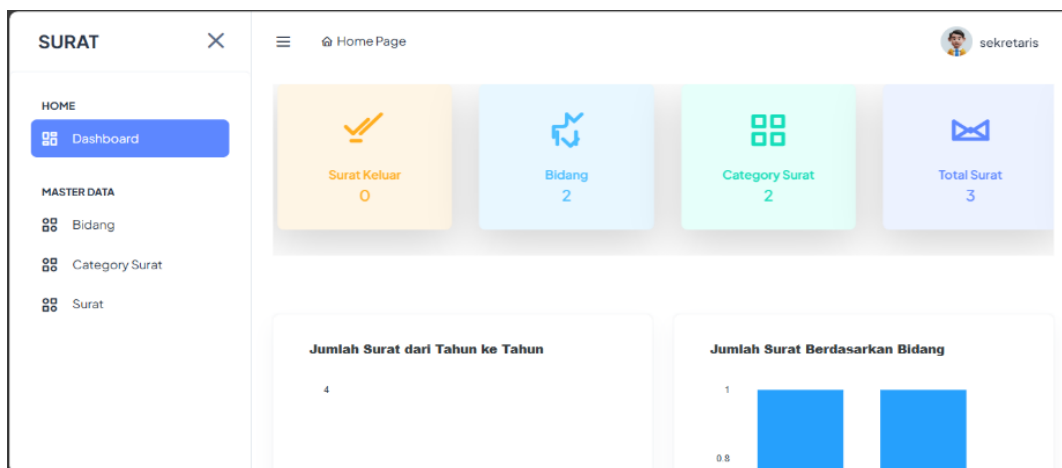 SURAT
HOME
Dashboard
MASTER DATA
Bidang
Category Surat
Surat
Home Page
sekretaris
Surat Keluar
0
Bidang
2
Category Surat
2
Total Surat
3
Jumlah Surat dari Tahun ke Tahun
4
Jumlah Surat Berdasarkan Bidang
1
0.8